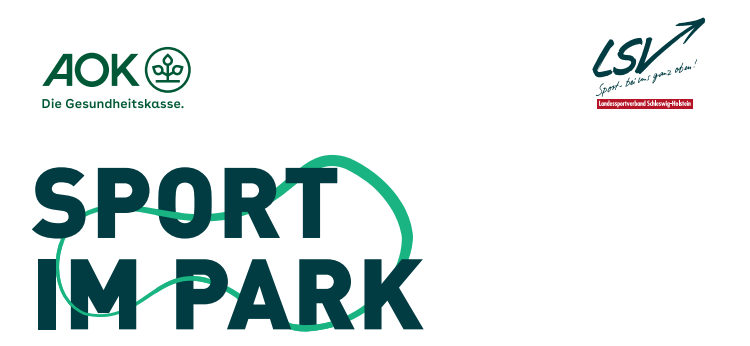 AOK
Die Gesundheitskasse.
LSV
Sport - bei uns ganz oben!
Landessportverband Schleswig-Holstein
SPORT
IM PARK